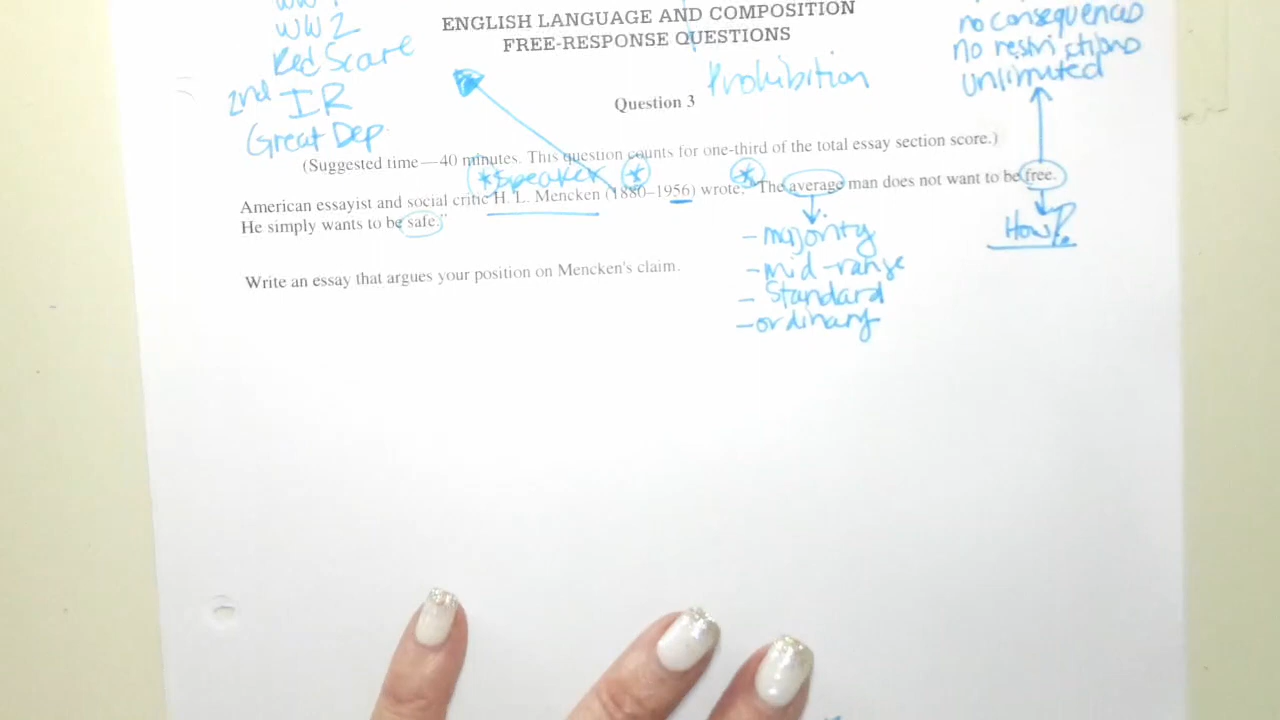 WW1
WW2
Red Scare
2nd IR
Great Dep.
ENGLISH LANGUAGE AND COMPOSITION
FREE-RESPONSE QUESTIONS
Prohibition
no consequences
no restrictions
unlimited
Question 3
(Suggested time—40 minutes. This question counts for one-third of the total essay section score.)
*Speaker
American essayist and social critic H. L. Mencken (1880–1956) wrote: "The average man does not want to be free.
He simply wants to be safe."
How?
- majority
- mid-range
- Standard
- ordinary
Write an essay that argues your position on Mencken's claim.